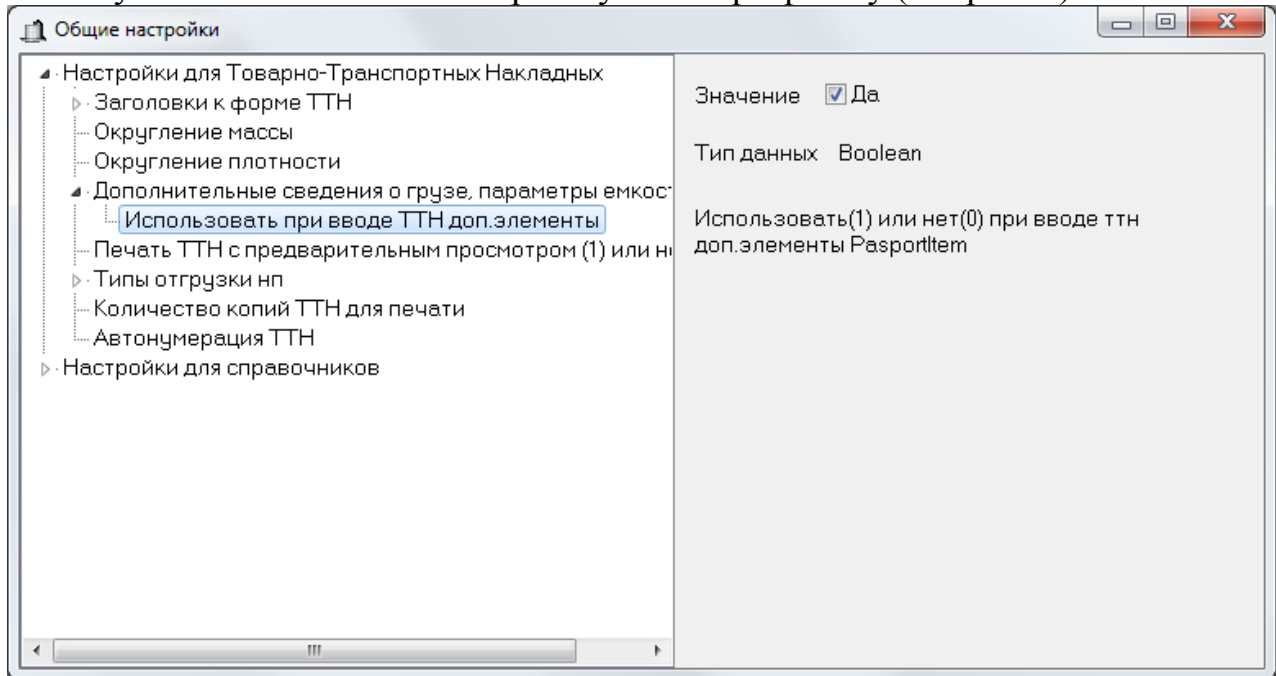 Общие настройки
Настройки для Товарно-Транспортных Накладных
Заголовки к форме ТТН
Округление массы
Округление плотности
Дополнительные сведения о грузе, параметры емкос
Использовать при вводе ТТН доп.элементы
Печать ТТН с предварительным просмотром (1) или н
Типы отгрузки нп
Количество копий ТТН для печати
Автонумерация ТТН
Настройки для справочников
Значение Да
Тип данных Boolean
Использовать(1) или нет(0) при вводе ттн
доп.элементы PasportItem